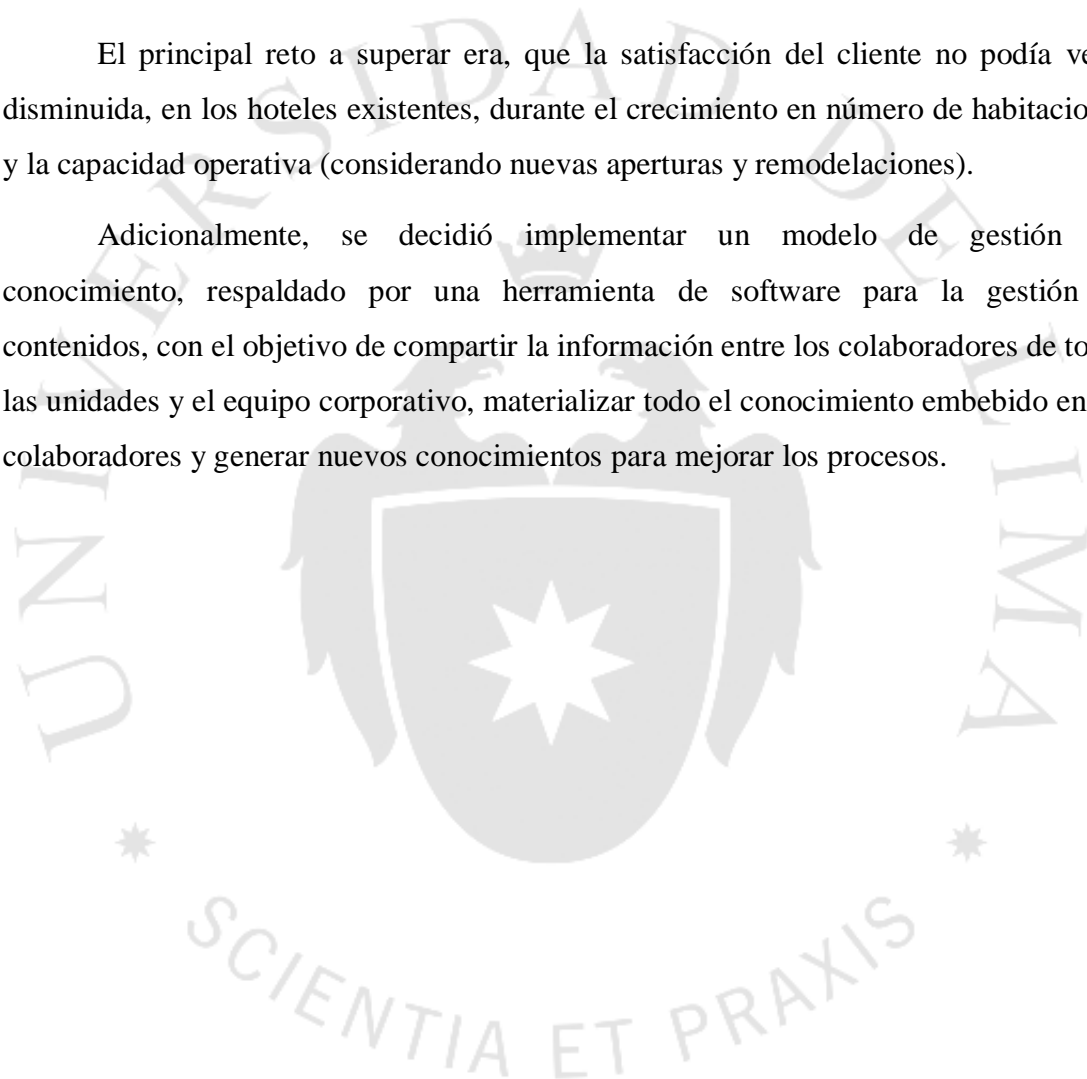 El principal reto a superar era, que la satisfacción del cliente no podía ve
disminuida, en los hoteles existentes, durante el crecimiento en número de habitacio
y la capacidad operativa (considerando nuevas aperturas y remodelaciones).
Adicionalmente, se decidió implementar un modelo de gestión
conocimiento, respaldado por una herramienta de software para la gestión
contenidos, con el objetivo de compartir la información entre los colaboradores de to
las unidades y el equipo corporativo, materializar todo el conocimiento embebido en
colaboradores y generar nuevos conocimientos para mejorar los procesos.
UNIVERSIDAD DE LIMA
SCIENTIA ET PRAXIS